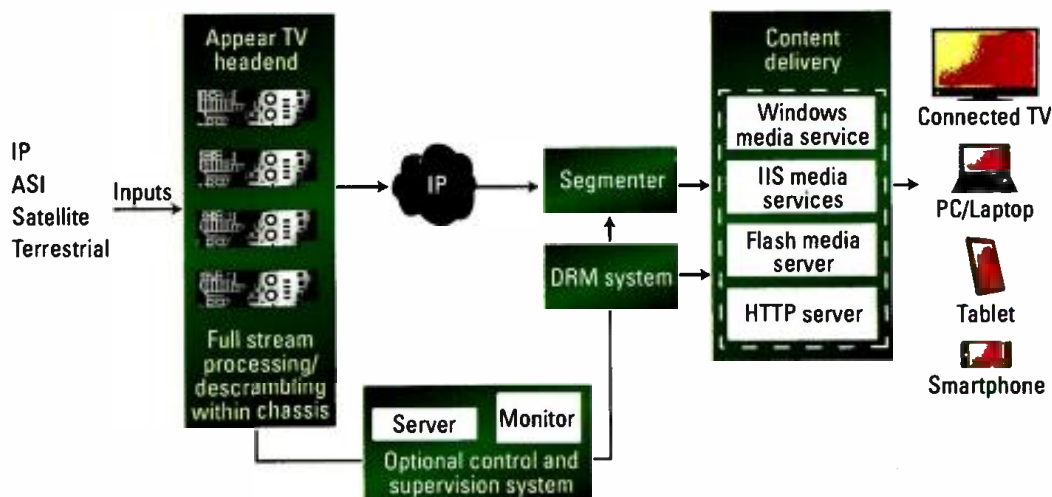 IP
ASI
Satellite
Terrestrial
Inputs
Appear TV
headend
Full stream
processing/
descrambling
within chassis
IP
Server
Monitor
Optional control and
supervision system
Segmenter
DRM system
Content
delivery
Windows
media service
IIS media
services
Flash media
server
HTTP server
Connected TV
PC/Laptop
Tablet
Smartphone